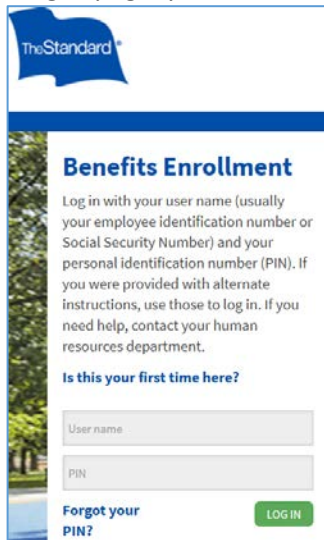 TheStandard
Benefits Enrollment
Log in with your user name (usually
your employee identification number or
Social Security Number) and your
personal identification number (PIN). If
you were provided with alternate
instructions, use those to log in. If you
need help, contact your human
resources department.
Is this your first time here?
User name
PIN
Forgot your
PIN?
LOG IN